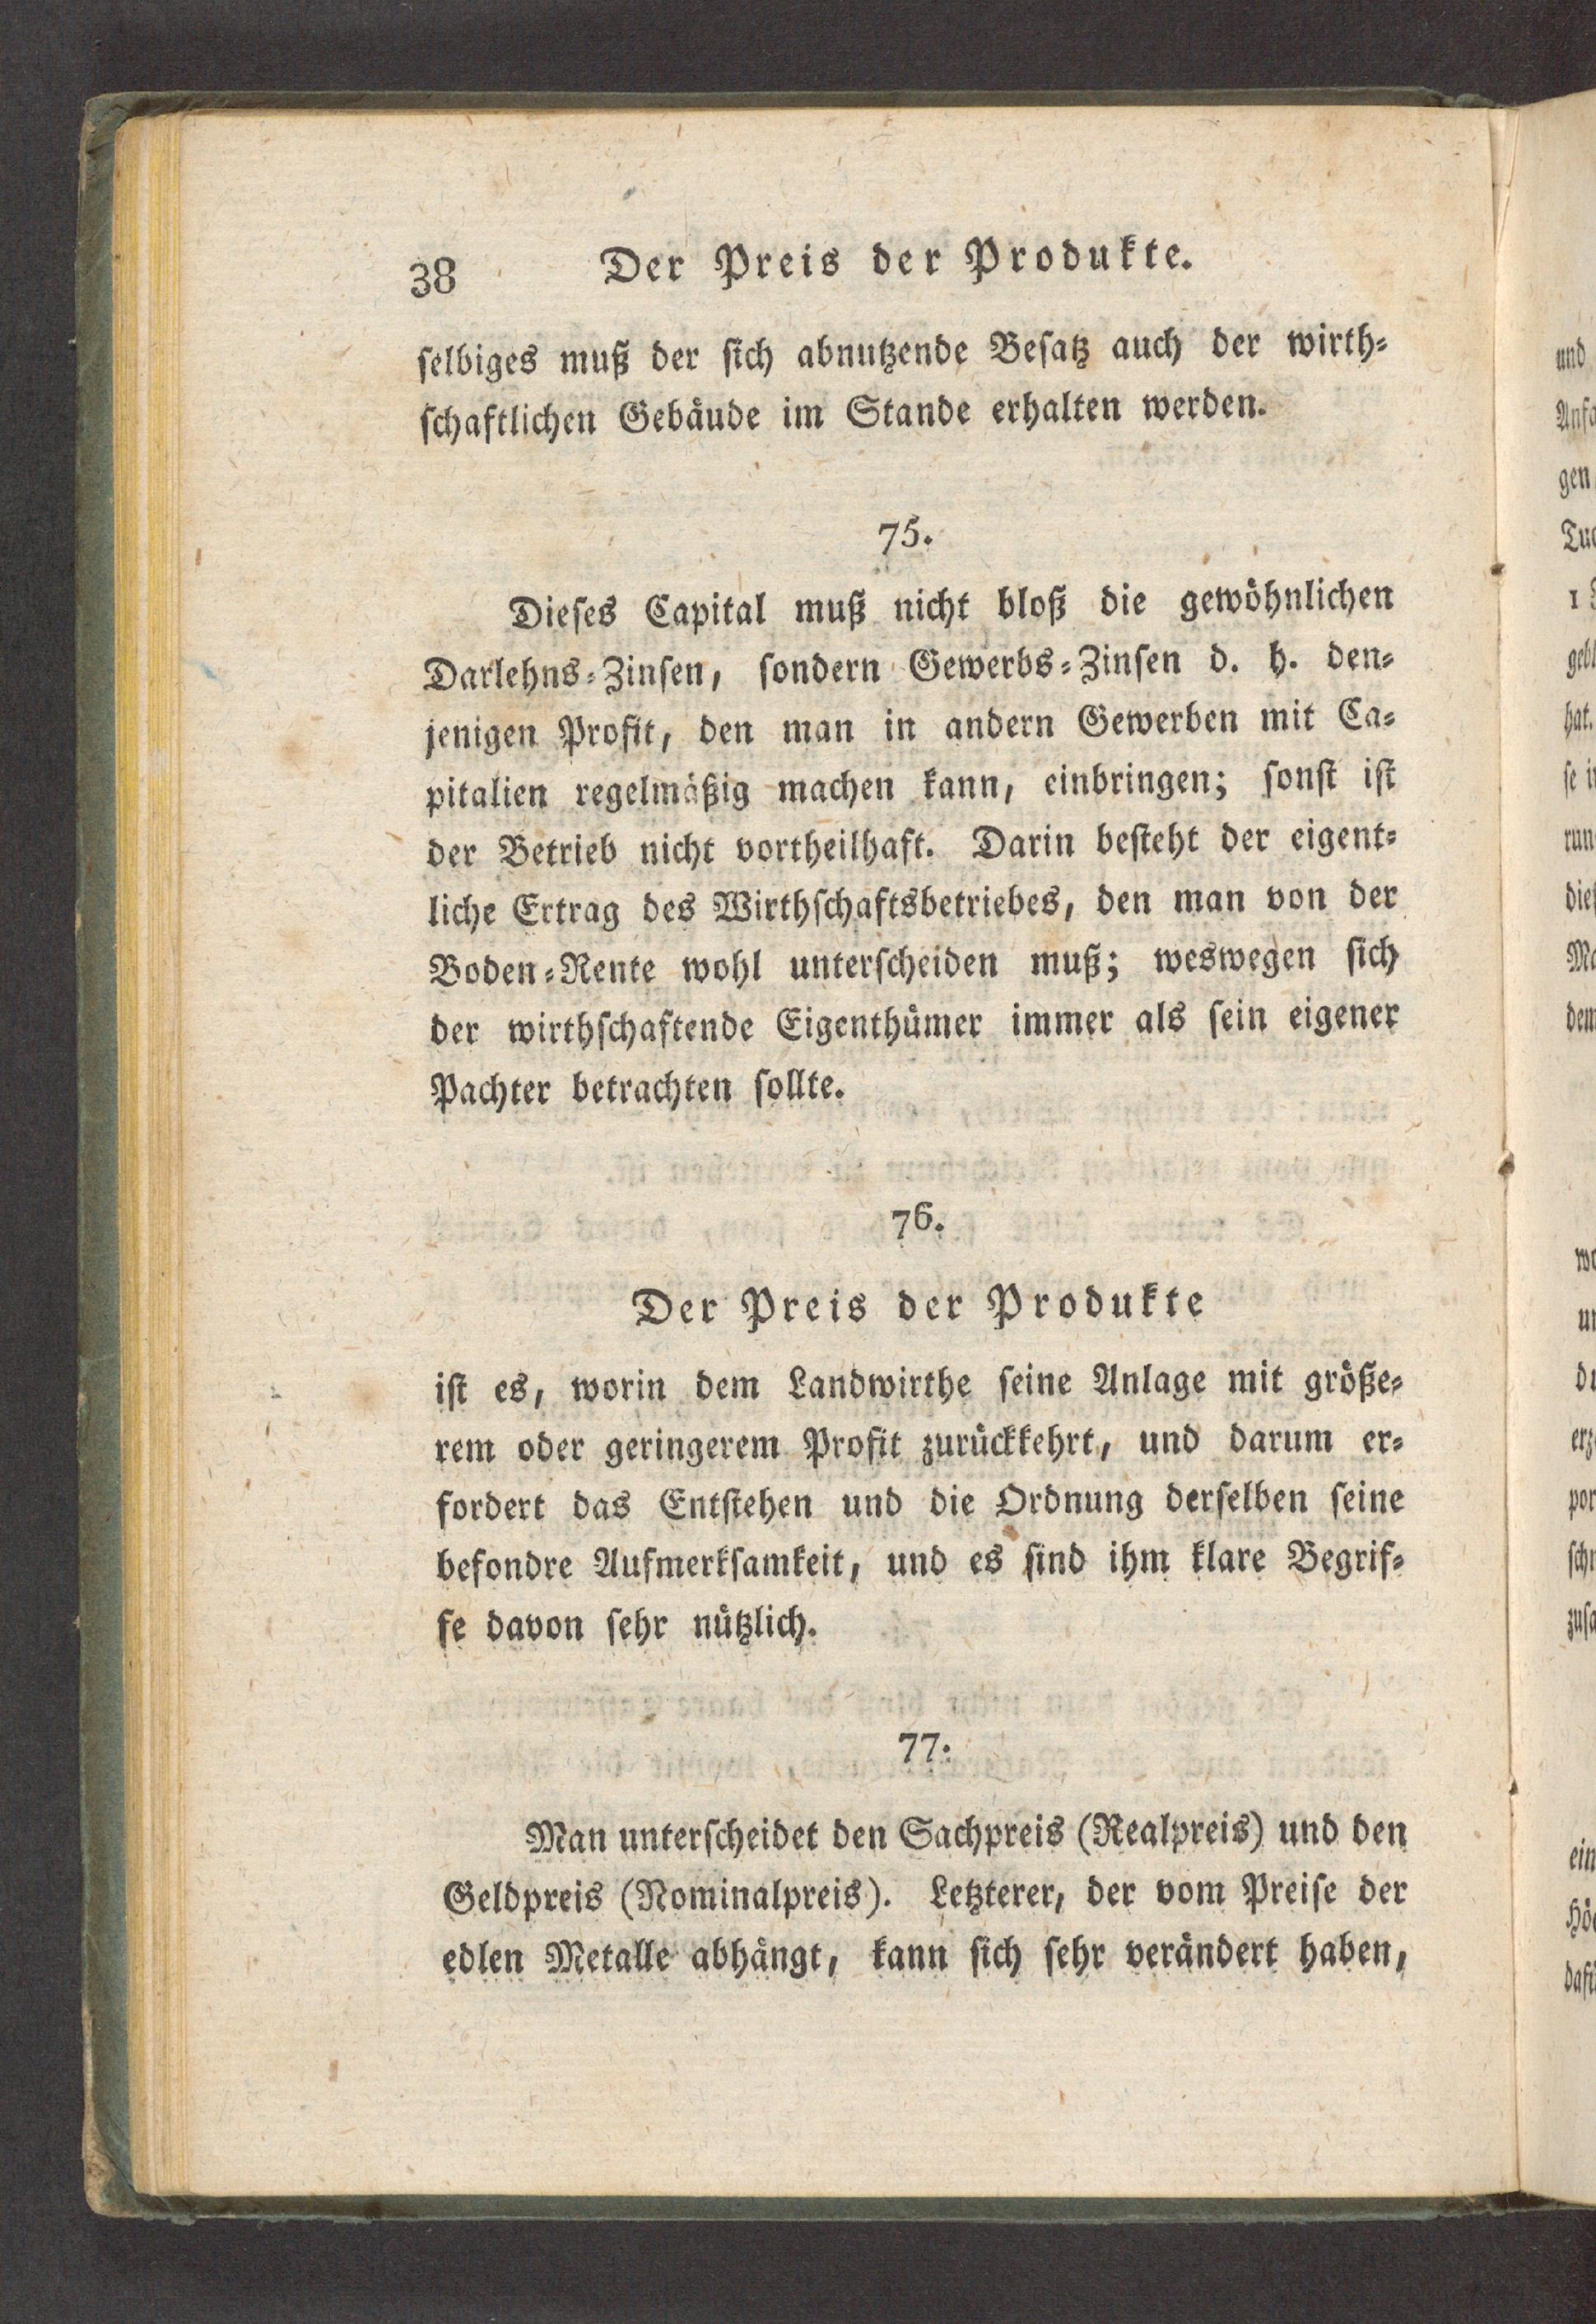 38 Der Preis der Produkte.
ſelbiges muß der ſich abnutzende Beſatz auch der wirth⸗
ſchaftlichen Gebäude im Stande erhalten werden.
75.
Dieſes Capital muß nicht bloß die gewöhnlichen
Darlehns⸗Zinſen, ſondern Gewerbs⸗Zinſen d. h. den⸗
jenigen Profit, den man in andern Gewerben mit Ca⸗
pitalien regelmäßig machen kann, einbringen; ſonſt iſt
der Betrieb nicht vortheilhaft. Darin beſteht der eigent⸗
liche Ertrag des Wirthſchaftsbetriebes, den man von der
Boden⸗Rente wohl unterſcheiden muß; weswegen ſich
der wirthſchaftende Eigenthümer immer als ſein eigener
Pachter betrachten ſollte.
76.
Der Preis der Produkte
iſt es, worin dem Landwirthe ſeine Anlage mit größe⸗
rem oder geringerem Profit zurückkehrt, und darum er⸗
fordert das Entſtehen und die Ordnung derſelben ſeine
beſondre Aufmerkſamkeit, und es ſind ihm klare Begrif⸗
fe davon ſehr nützlich.
77.
Man unterſcheidet den Sachpreis (Realpreis) und den
Geldpreis (Nominalpreis). Letzterer, der vom Preiſe der
edlen Metalle abhängt, kann ſich ſehr verändert haben,